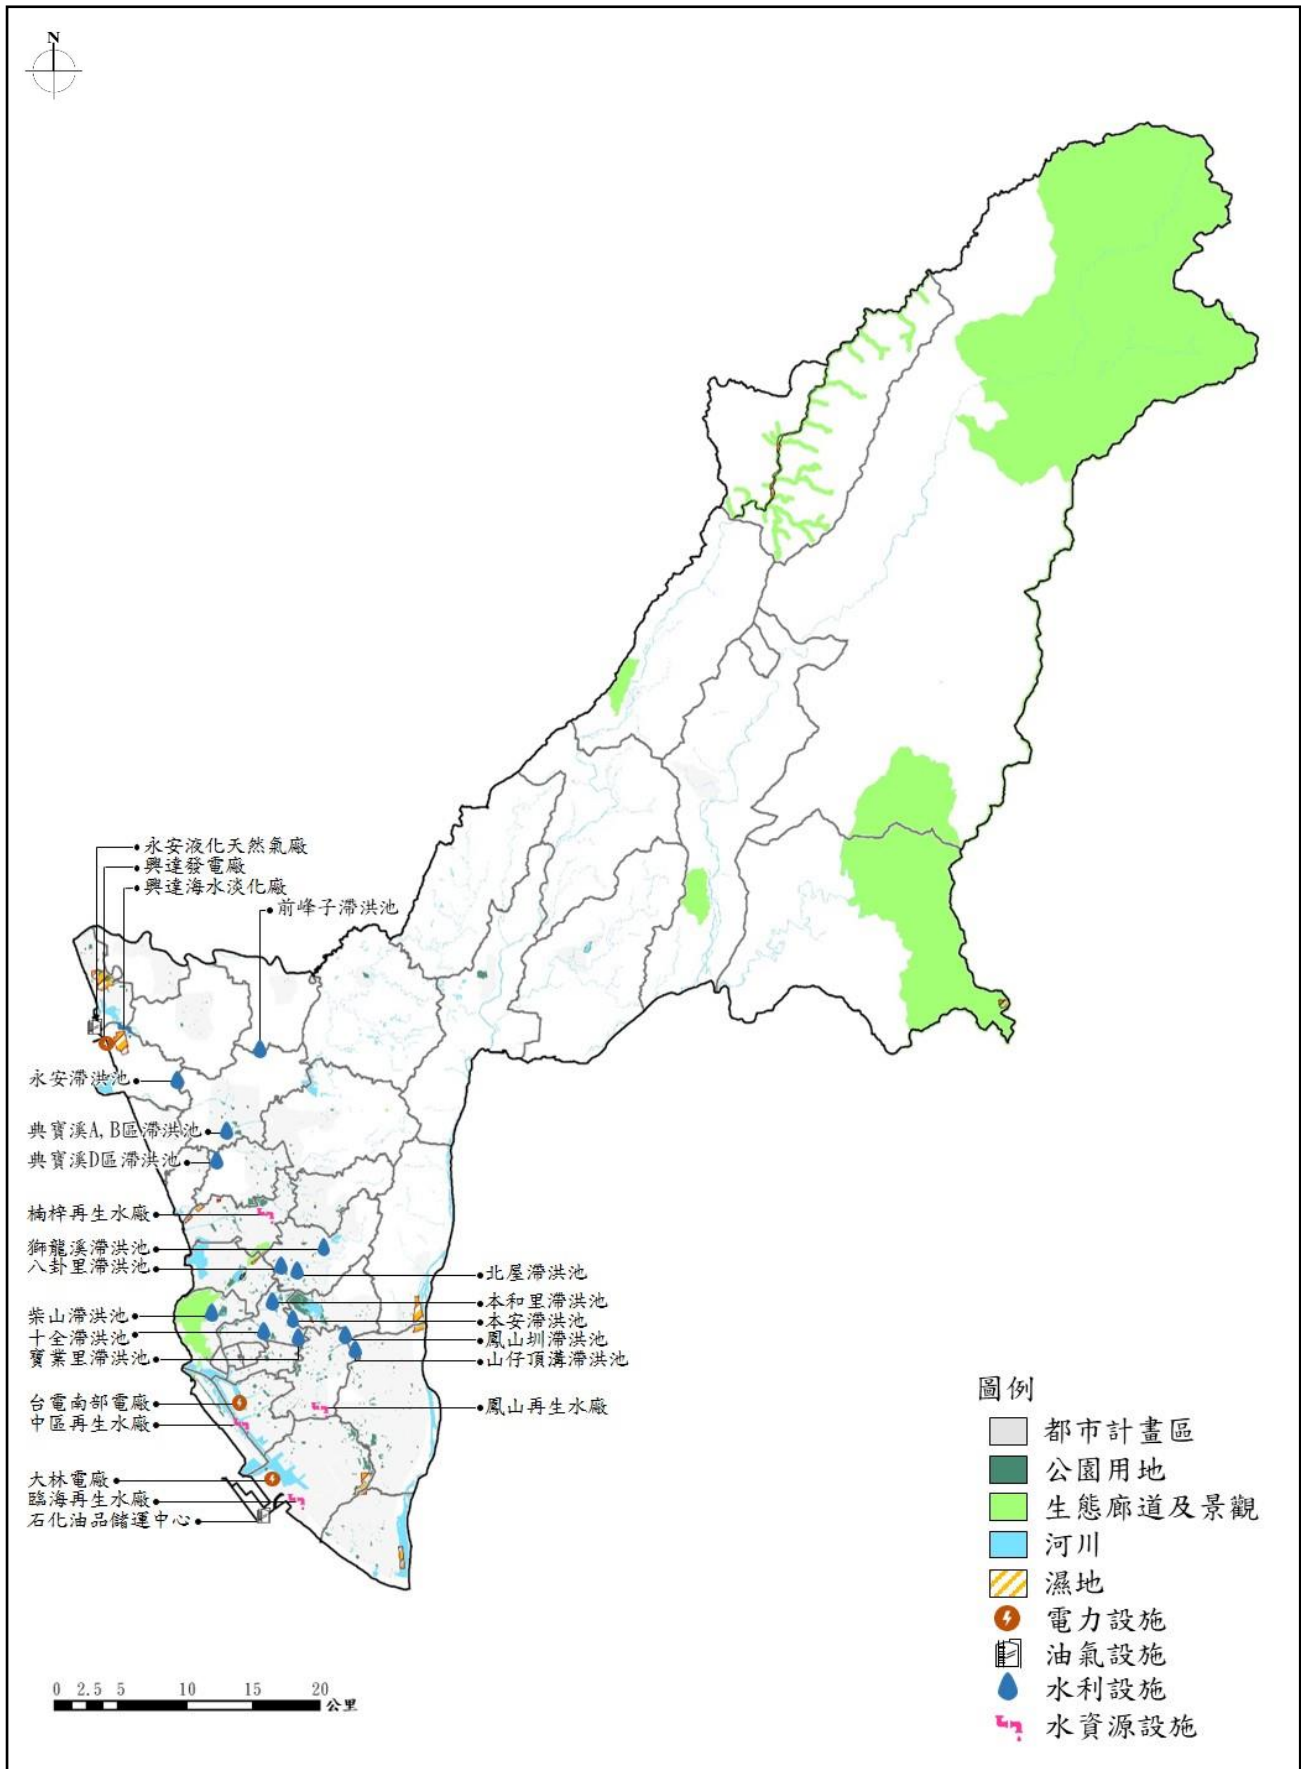 N
永安液化天然氣廠
興達發電廠
興達海水淡化廠
前峰子滯洪池
永安滯洪池
典寶溪A,B區滯洪池
典寶溪D區滯洪池
楠梓再生水廠
獅龍溪滯洪池
八卦里滯洪池
北屋滯洪池
本和里滯洪池
柴山滯洪池
本安滯洪池
十全滯洪池
鳳山圳滯洪池
寶業里滯洪池
山仔頂溝滯洪池
台電南部電廠
鳳山再生水廠
中區再生水廠
大林電廠
臨海再生水廠
石化油品儲運中心
圖例
都市計畫區
公園用地
生態廊道及景觀
河川
濕地
電力設施
油氣設施
水利設施
水資源設施
0 2.5 5 10 15 20
公里